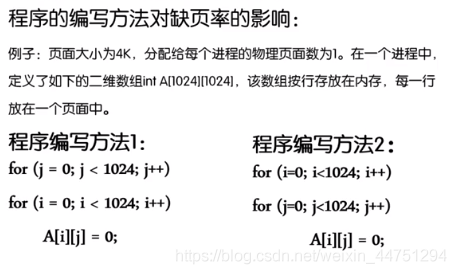 程序的编写方法对缺页率的影响：
例子：页面大小为4K，分配给每个进程的物理页面数为1。在一个进程中，
定义了如下的二维数组int A[1024][1024]，该数组按行存放在内存，每一行
放在一个页面中。
程序编写方法1：
for (j = 0; j < 1024; j++)
for (i = 0; i < 1024; i++)
A[i][j] = 0;
程序编写方法2：
for (i=0; i<1024; i++)
for (j=0; j<1024; j++)
A[i][j] = 0;
https://blog.csdn.net/weixin_44751294